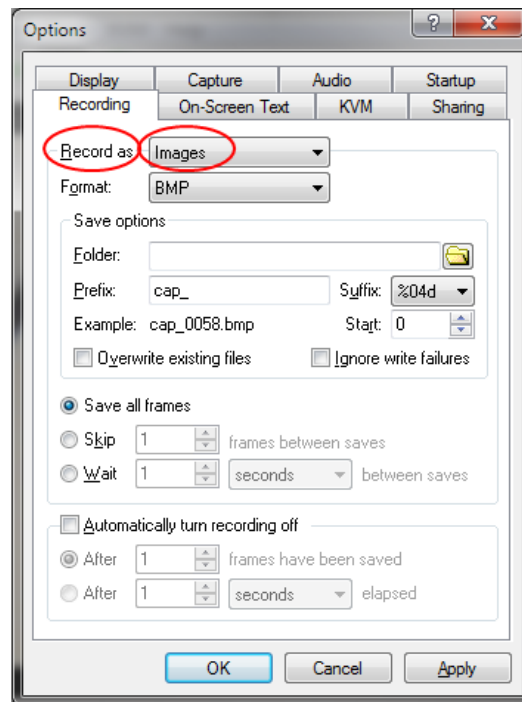 Options
Display Capture Audio Startup
Recording On-Screen Text KVM Sharing
Record as Images
Format: BMP
Save options
Folder:
Prefix: cap_ Suffix: %04d
Example: cap_0058.bmp Start: 0
Overwrite existing files Ignore write failures
Save all frames
Skip 1 frames between saves
Wait 1 seconds between saves
Automatically turn recording off
After 1 frames have been saved
After 1 seconds elapsed
OK Cancel Apply